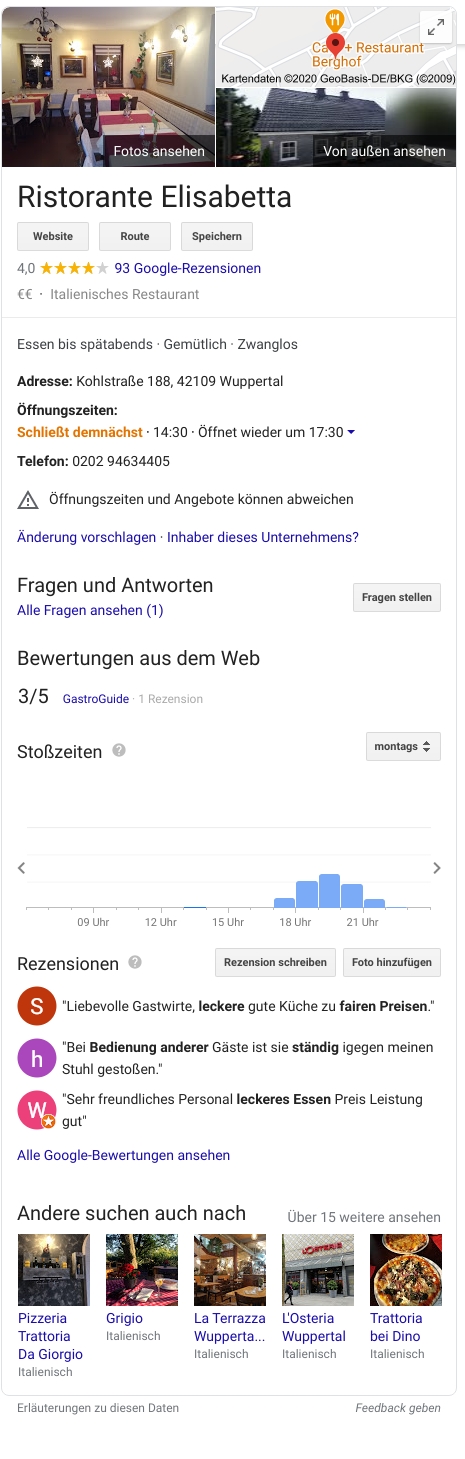 Café + Restaurant
Berghof
Kartendaten ©2020 GeoBasis-DE/BKG (©2009)
Fotos ansehen
Von außen ansehen
Ristorante Elisabetta
Website Route Speichern
4,0 93 Google-Rezensionen
€€ · Italienisches Restaurant
Essen bis spätabends · Gemütlich · Zwanglos
Adresse: Kohlstraße 188, 42109 Wuppertal
Öffnungszeiten:
Schließt demnächst · 14:30 · Öffnet wieder um 17:30
Telefon: 0202 94634405
Öffnungszeiten und Angebote können abweichen
Änderung vorschlagen · Inhaber dieses Unternehmens?
Fragen und Antworten
Alle Fragen ansehen (1)
Fragen stellen
Bewertungen aus dem Web
3/5 GastroGuide · 1 Rezension
Stoßzeiten ?
montags
09 Uhr 12 Uhr 15 Uhr 18 Uhr 21 Uhr
Rezensionen ? Rezension schreiben Foto hinzufügen
S "Liebevolle Gastwirte, leckere gute Küche zu fairen Preisen."
h "Bei Bedienung anderer Gäste ist sie ständig igegen meinen
Stuhl gestoßen."
W "Sehr freundliches Personal leckeres Essen Preis Leistung
gut"
Alle Google-Bewertungen ansehen
Andere suchen auch nach
Über 15 weitere ansehen
L'OSTERIA
Pizzeria
Trattoria
Da Giorgio
Italienisch
Grigio
Italienisch
La Terrazza
Wupperta...
Italienisch
L'Osteria
Wuppertal
Italienisch
Trattoria
bei Dino
Italienisch
Erläuterungen zu diesen Daten
Feedback geben